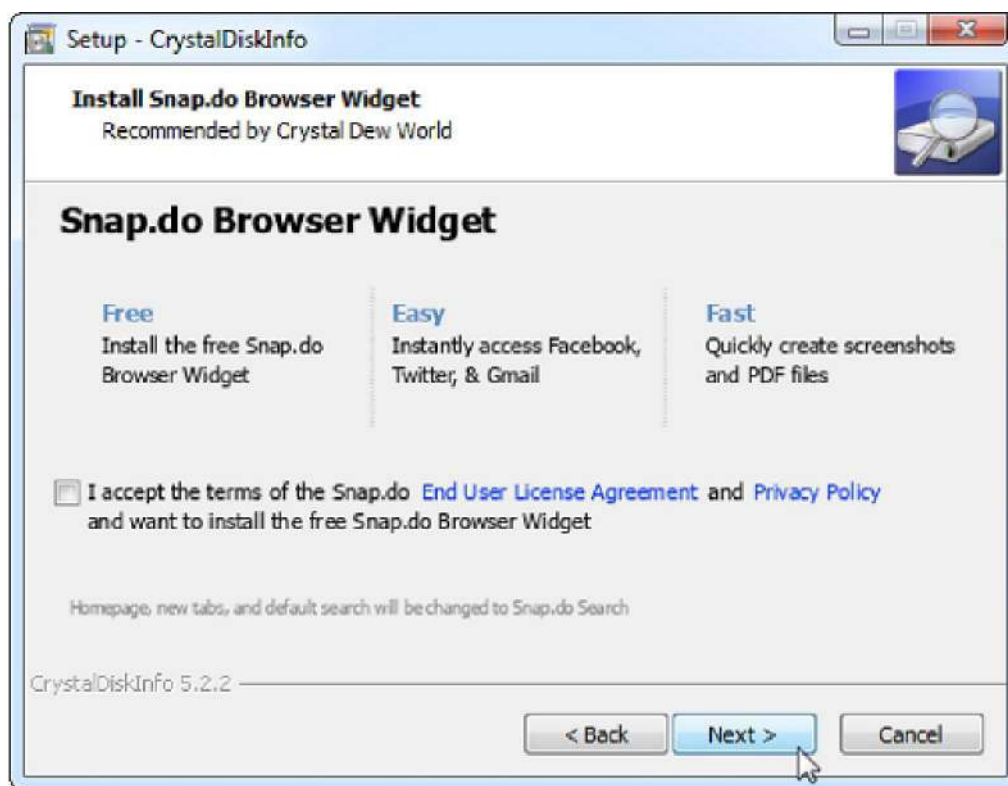 Setup - CrystalDiskInfo
Install Snap.do Browser Widget
Recommended by Crystal Dew World
Snap.do Browser Widget
Free
Install the free Snap.do
Browser Widget
Easy
Instantly access Facebook,
Twitter, & Gmail
Fast
Quickly create screenshots
and PDF files
I accept the terms of the Snap.do End User License Agreement and Privacy Policy
and want to install the free Snap.do Browser Widget
Homepage, new tabs, and default search will be changed to Snap.do Search
CrystalDiskInfo 5.2.2
< Back
Next >
Cancel